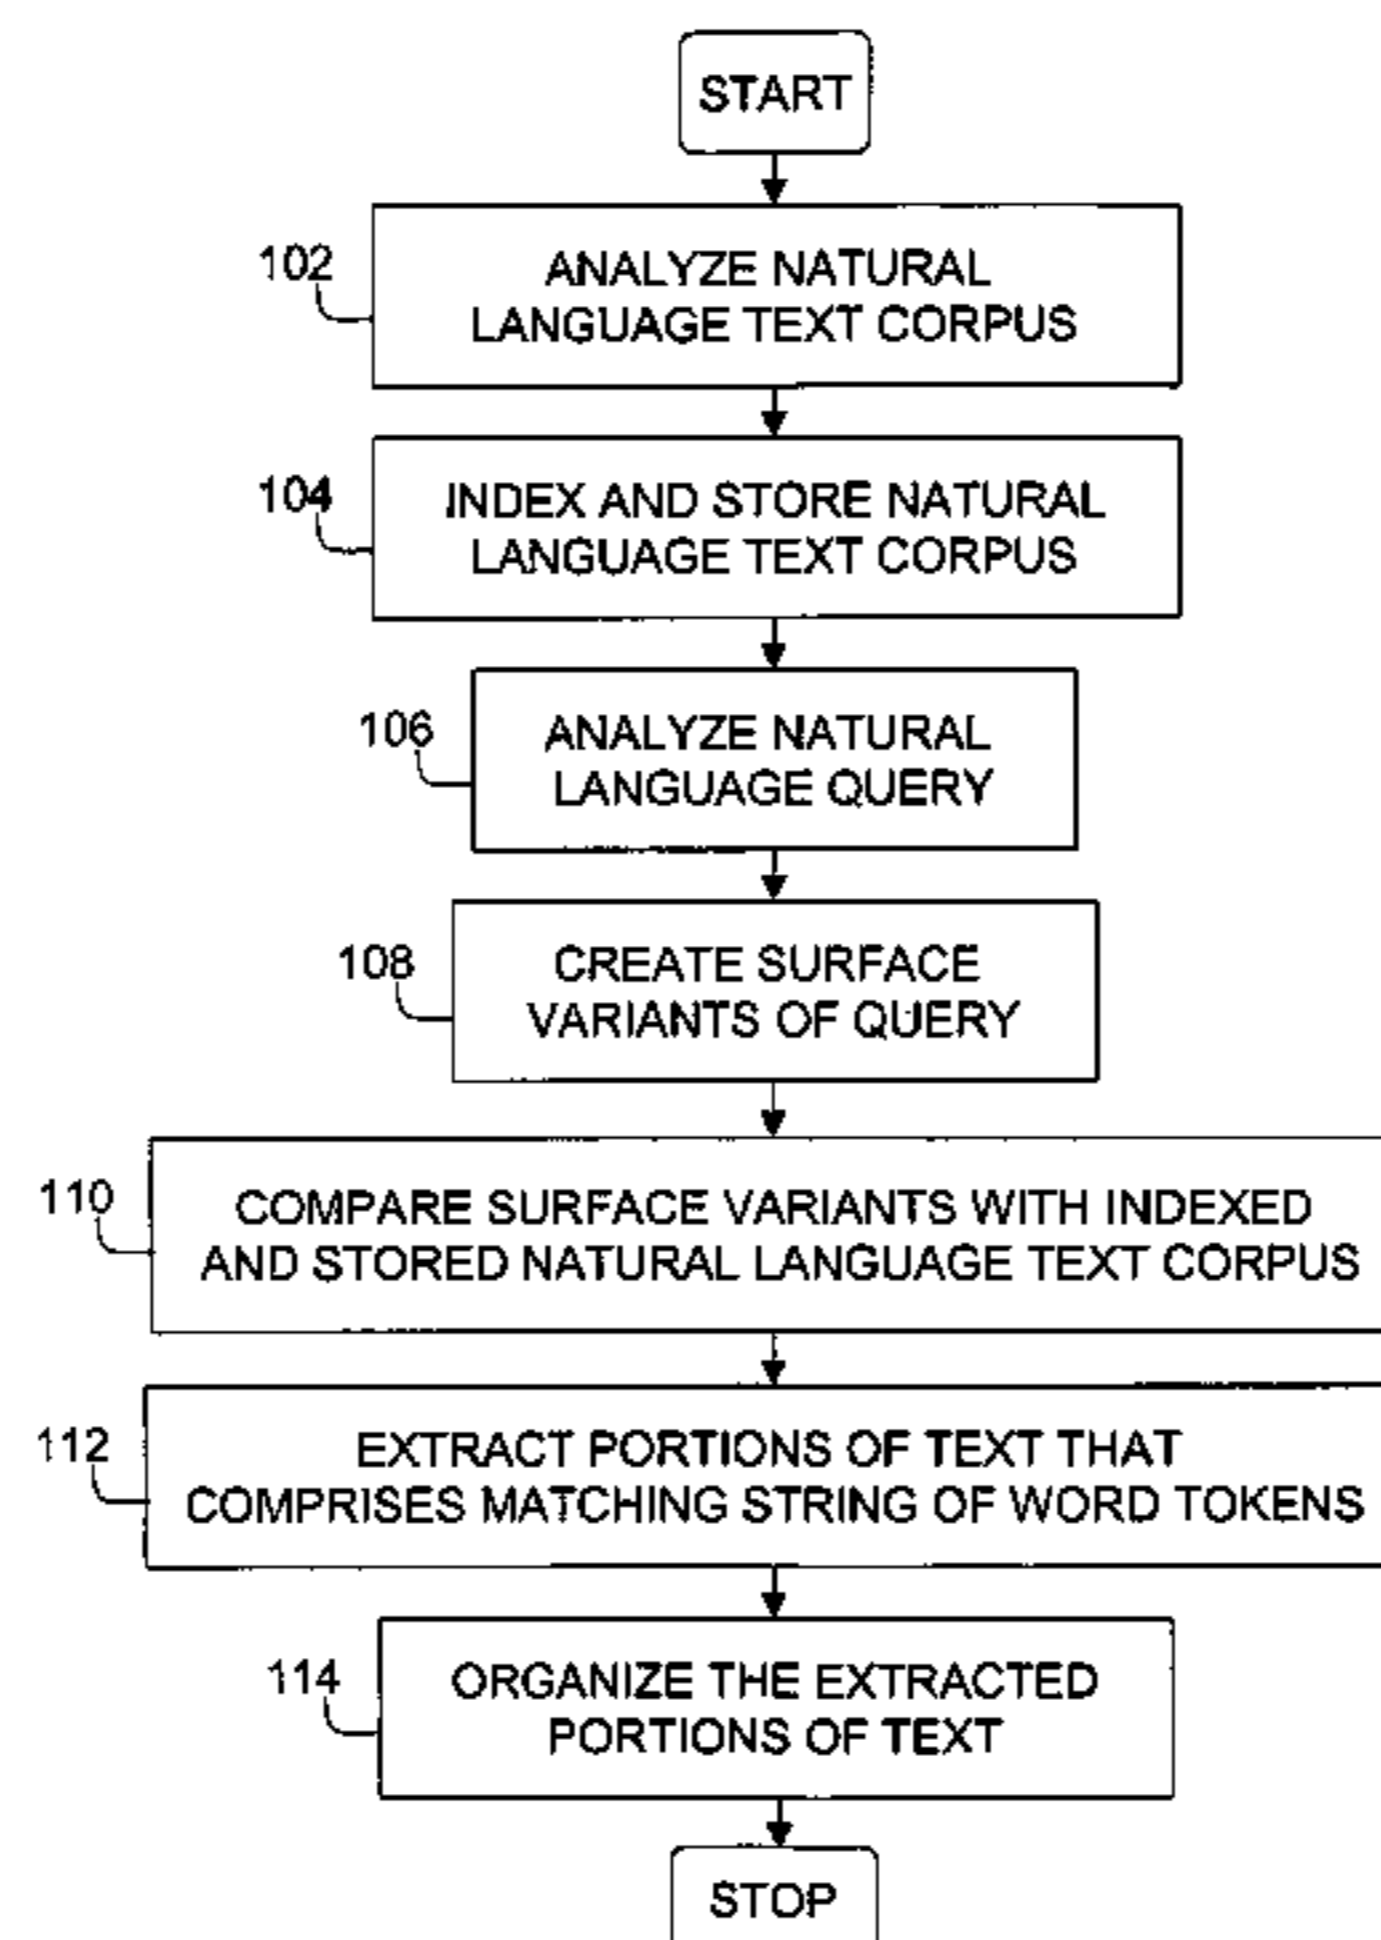 START
102
ANALYZE NATURAL
LANGUAGE TEXT CORPUS
104
INDEX AND STORE NATURAL
LANGUAGE TEXT CORPUS
106
ANALYZE NATURAL
LANGUAGE QUERY
108
CREATE SURFACE
VARIANTS OF QUERY
110
COMPARE SURFACE VARIANTS WITH INDEXED
AND STORED NATURAL LANGUAGE TEXT CORPUS
112
EXTRACT PORTIONS OF TEXT THAT
COMPRISES MATCHING STRING OF WORD TOKENS
114
ORGANIZE THE EXTRACTED
PORTIONS OF TEXT
STOP